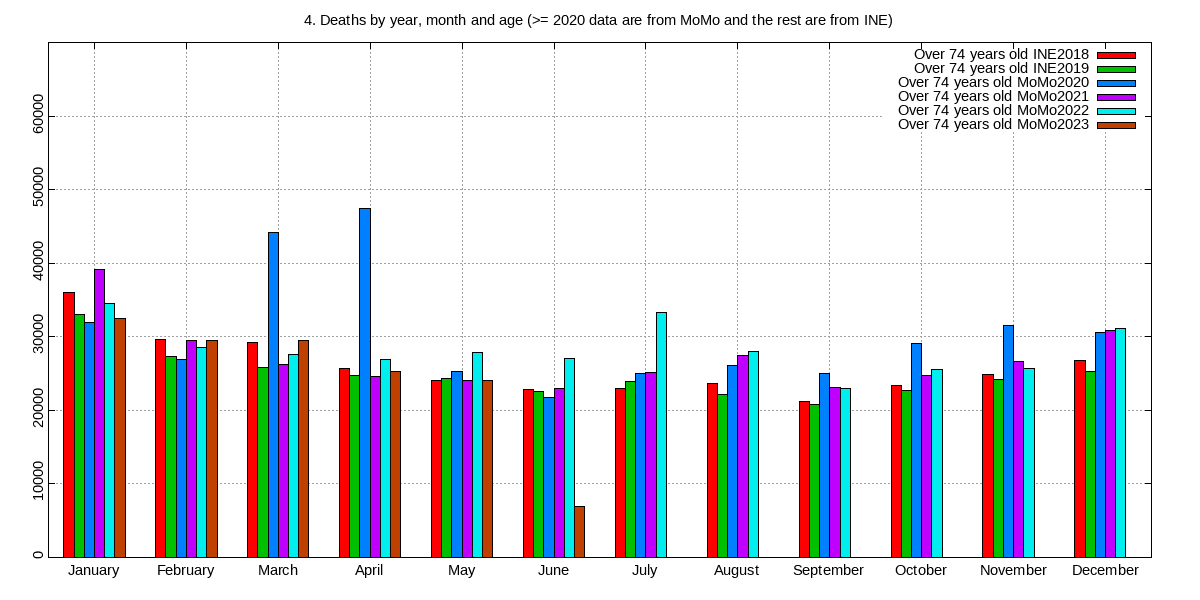 4. Deaths by year, month and age (>= 2020 data are from MoMo and the rest are from INE)
Over 74 years old INE2018
Over 74 years old INE2019
Over 74 years old MoMo2020
Over 74 years old MoMo2021
Over 74 years old MoMo2022
Over 74 years old MoMo2023
60000
50000
40000
30000
20000
10000
0
January February March April May June July August September October November December